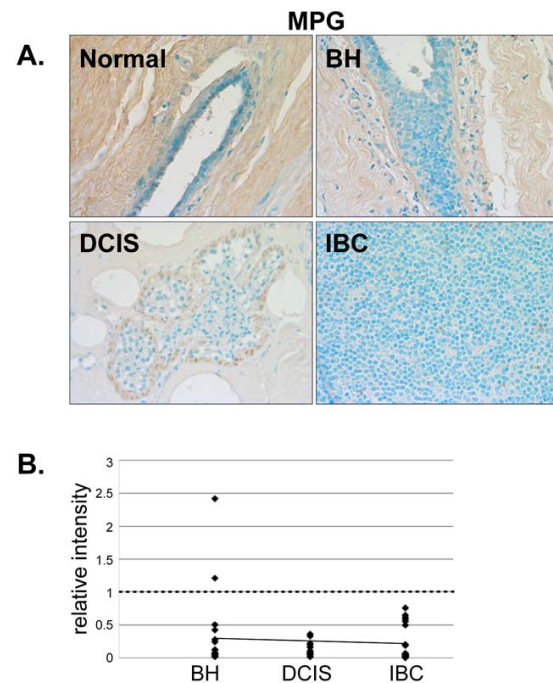 MPG
A.
Normal
BH
DCIS
IBC
B.
relative intensity
3
2.5
2
1.5
1
0.5
0
BH DCIS IBC